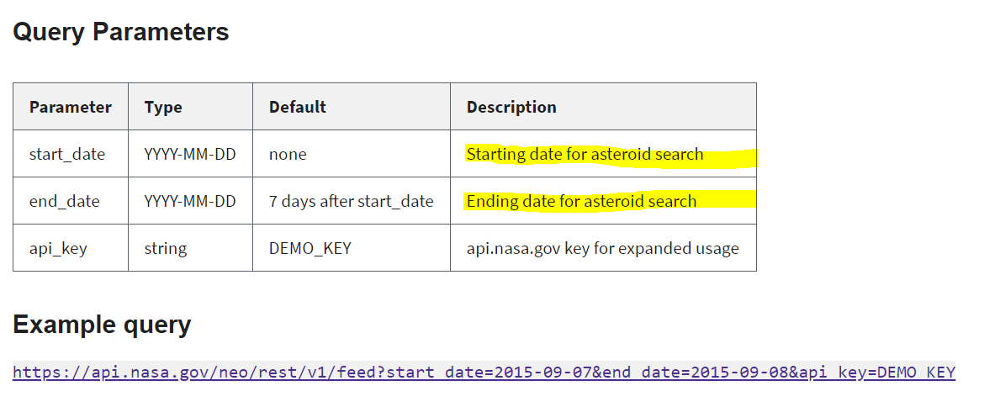 Query Parameters
Parameter Type Default Description
start_date YYYY-MM-DD none Starting date for asteroid search
end_date YYYY-MM-DD 7 days after start_date Ending date for asteroid search
api_key string DEMO_KEY api.nasa.gov key for expanded usage
Example query
https://api.nasa.gov/neo/rest/v1/feed?start_date=2015-09-07&end_date=2015-09-08&api_key=DEMO_KEY